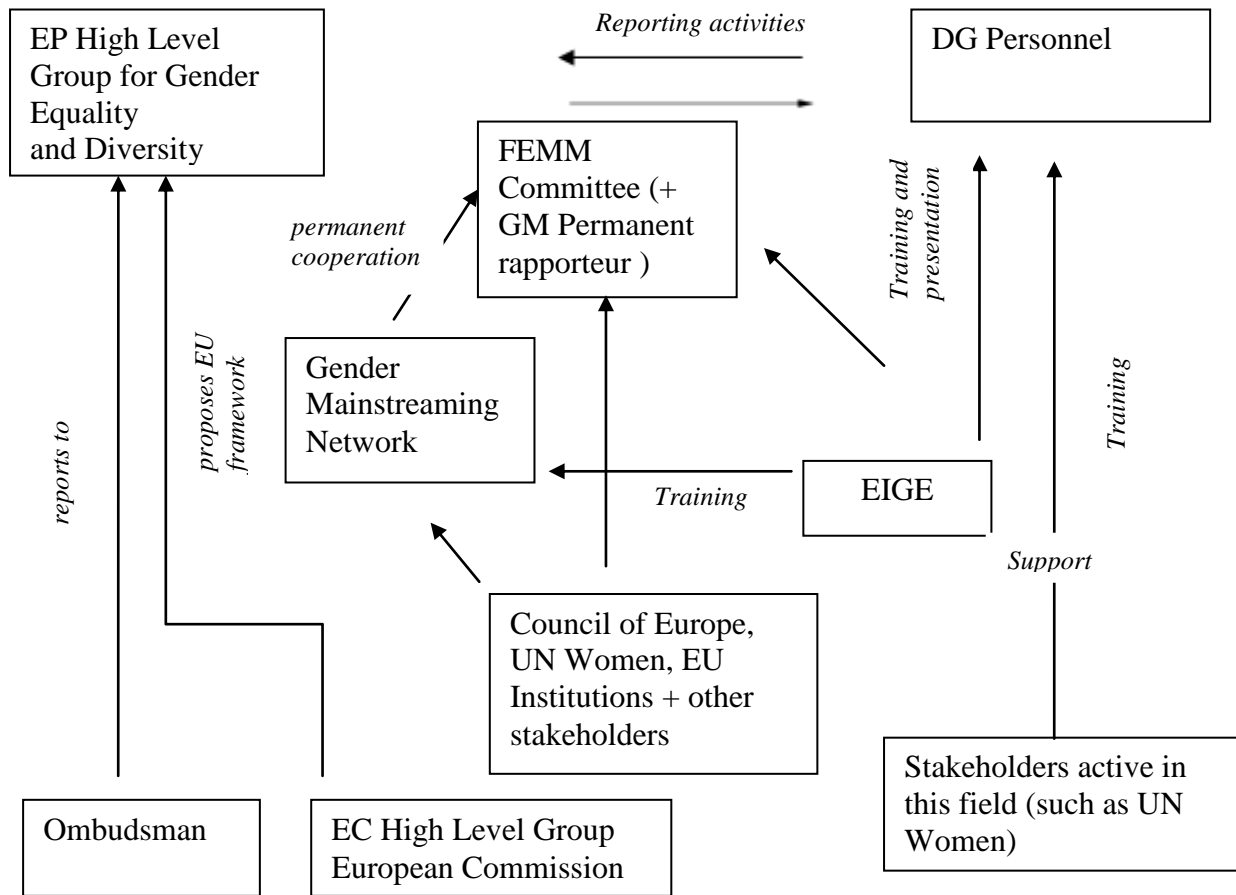 EP High Level
Group for Gender
Equality
and Diversity
Reporting activities
DG Personnel
FEMM
Committee (+
GM Permanent
rapporteur )
permanent
cooperation
Training and
presentation
proposes EU
framework
Gender
Mainstreaming
Network
Training
reports to
Training
EIGE
Support
Council of Europe,
UN Women, EU
Institutions + other
stakeholders
Stakeholders active in
this field (such as UN
Women)
Ombudsman
EC High Level Group
European Commission